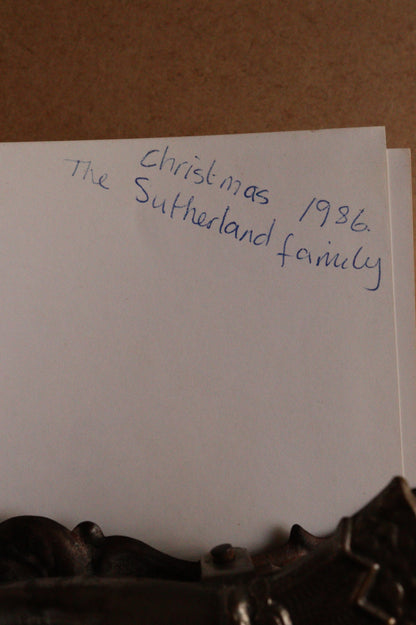 Christmas 1986.
The Sutherland family